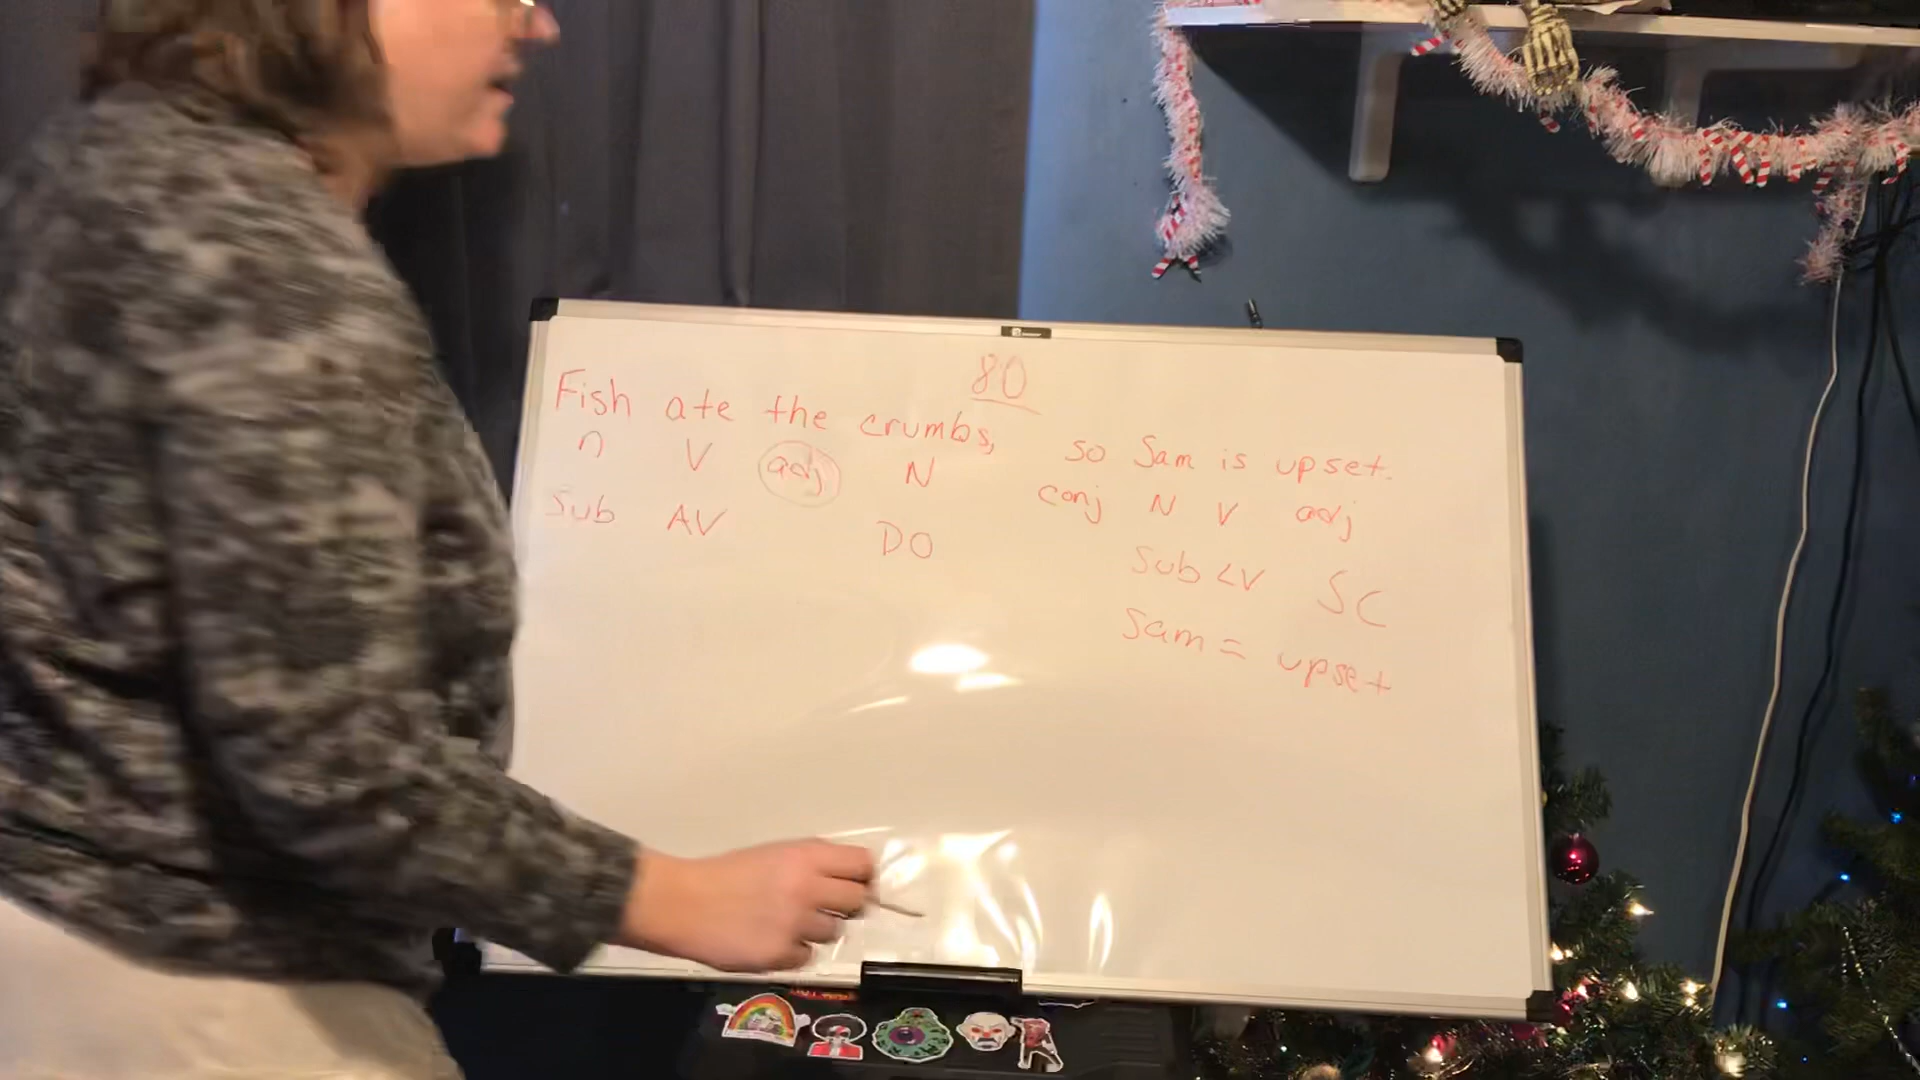 80
Fish ate the crumbs, so Sam is upset.
n V adj N conj N V adj
Sub AV DO Sub LV SC
Sam = upset